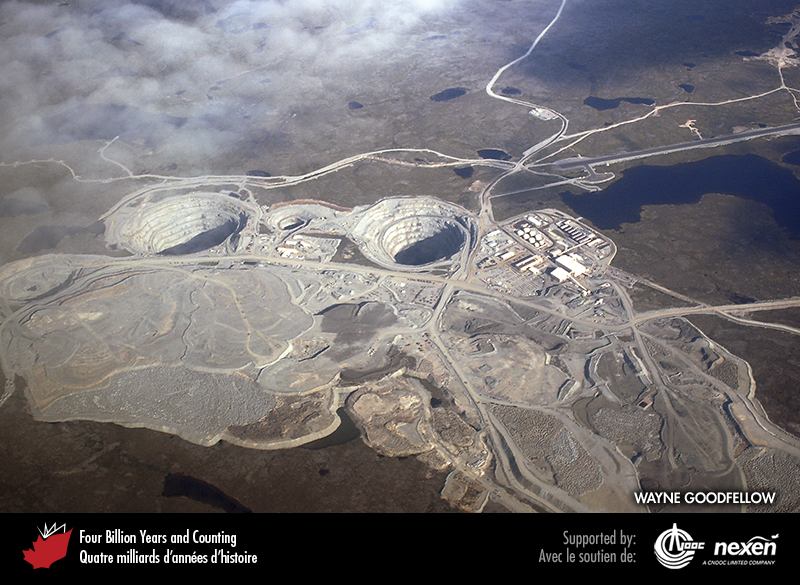 WAYNE GOODFELLOW
Four Billion Years and Counting
Quatre milliards d'années d'histoire
Supported by:
Avec le soutien de:
CNOOC
nexen
A CNOOC LIMITED COMPANY